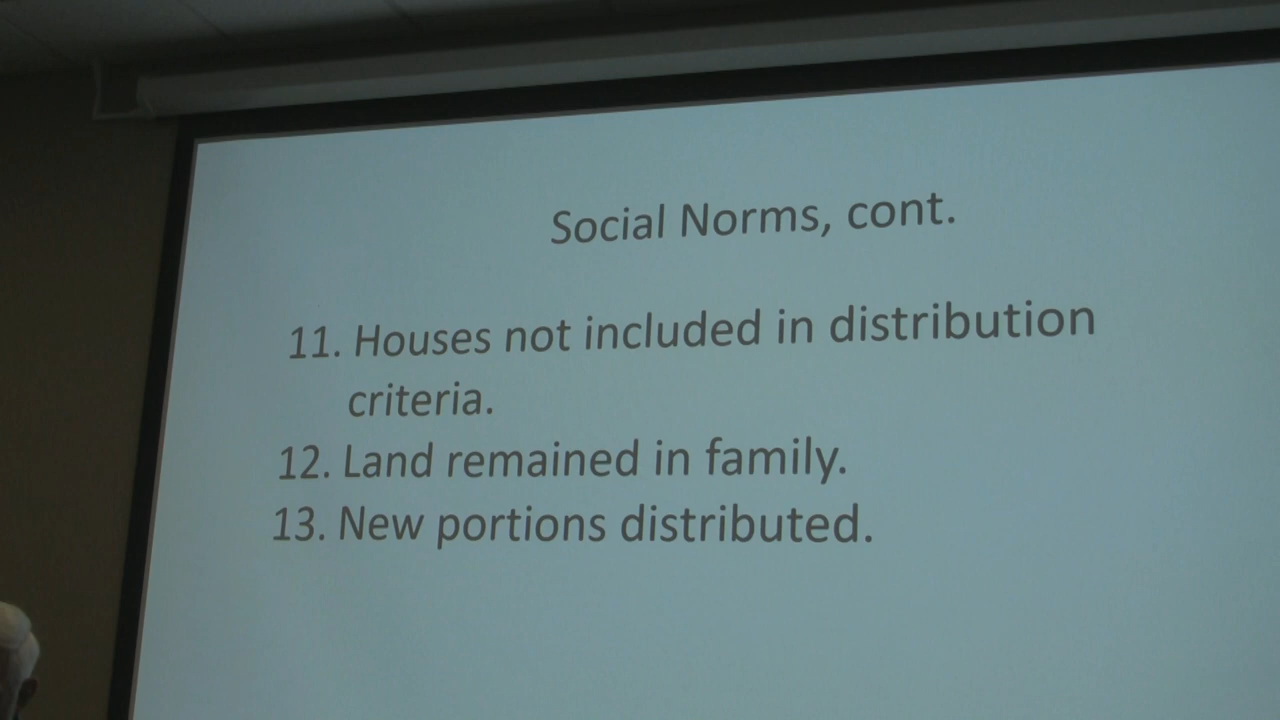 Social Norms, cont.
11. Houses not included in distribution
criteria.
12. Land remained in family.
13. New portions distributed.